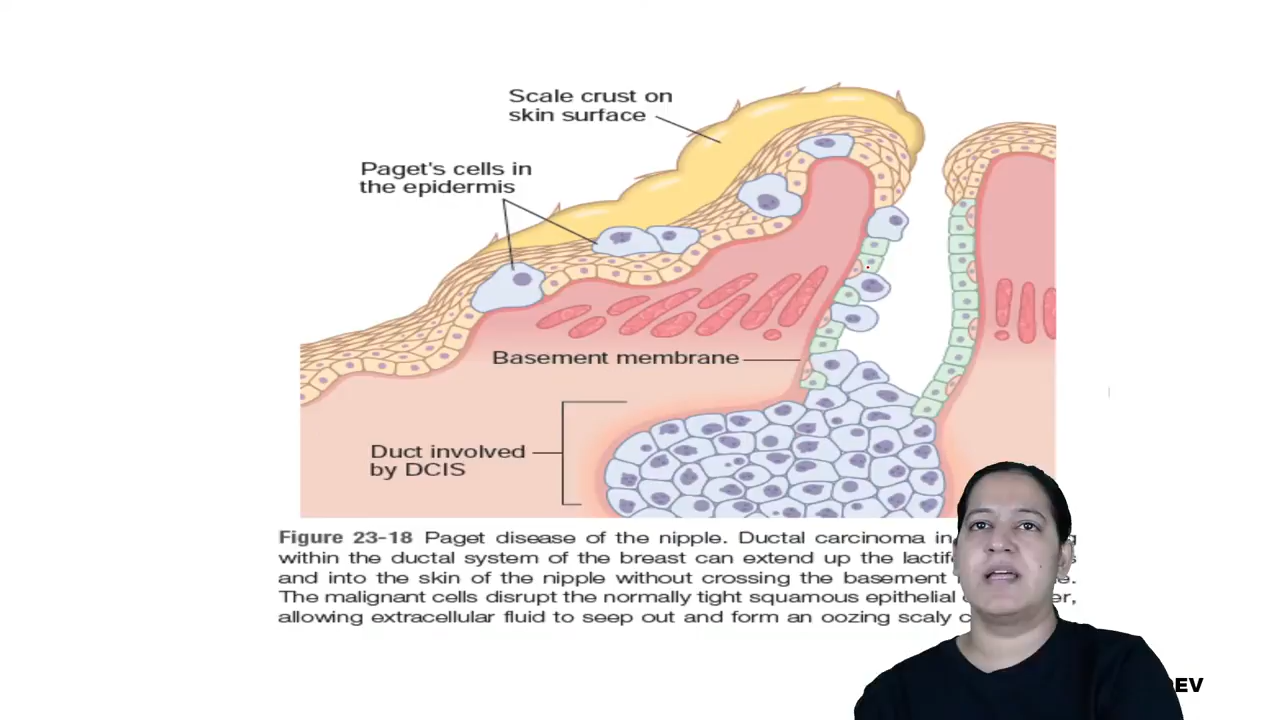 Scale crust on
skin surface
Paget's cells in
the epidermis
Basement membrane
Duct involved
by DCIS
Figure 23-18 Paget disease of the nipple. Ductal carcinoma in
within the ductal system of the breast can extend up the
and into the skin of the nipple without crossing the basement
The malignant cells disrupt the normally tight squamous epithelial
allowing extracellular fluid to seep out and form an oozing scaly